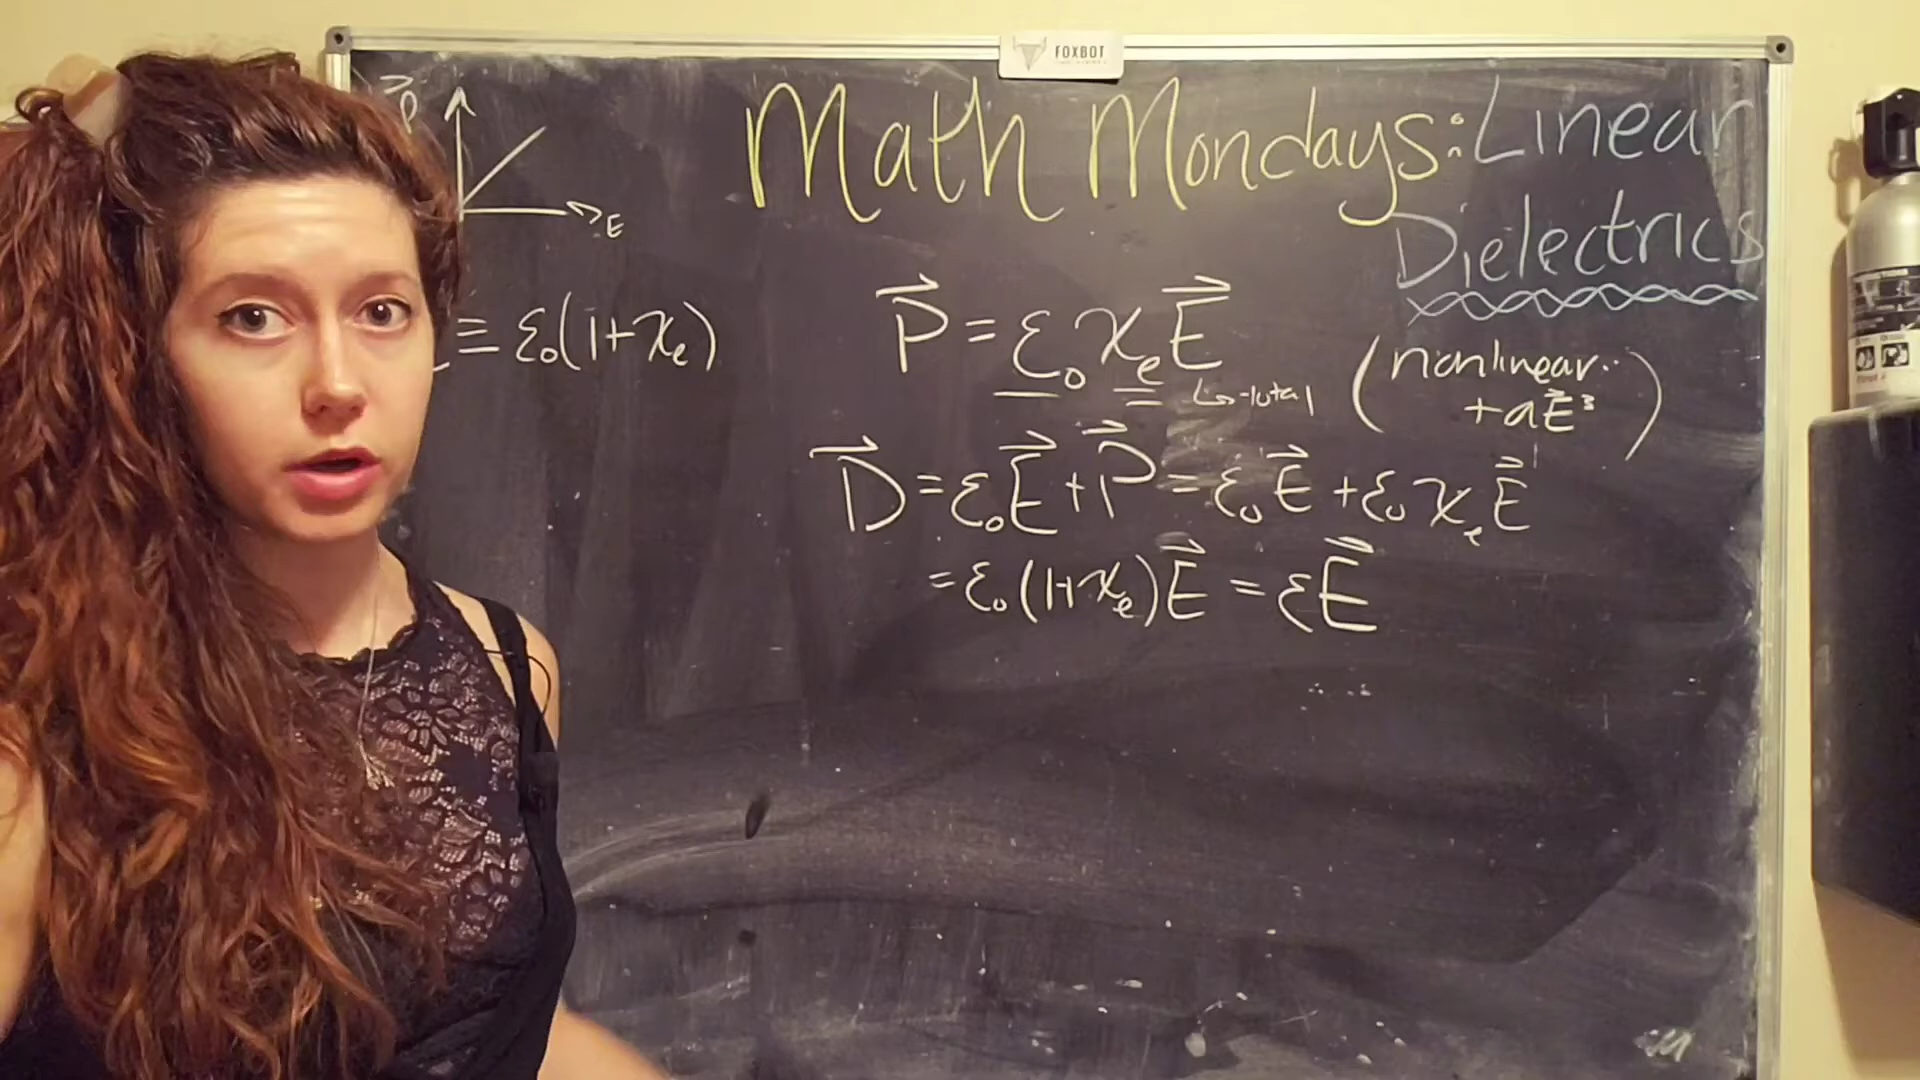 FOXBOT
Math Mondays: Linear
Dielectrics
P⃗
E
≡ ε₀(1+χₑ)
P⃗ = ε₀χₑE⃗
↳ total
(nonlinear..
+aE⃗³)
D⃗ = ε₀E⃗ + P⃗ = ε₀E⃗ + ε₀χₑE⃗
= ε₀(1+χₑ)E⃗ = εE⃗